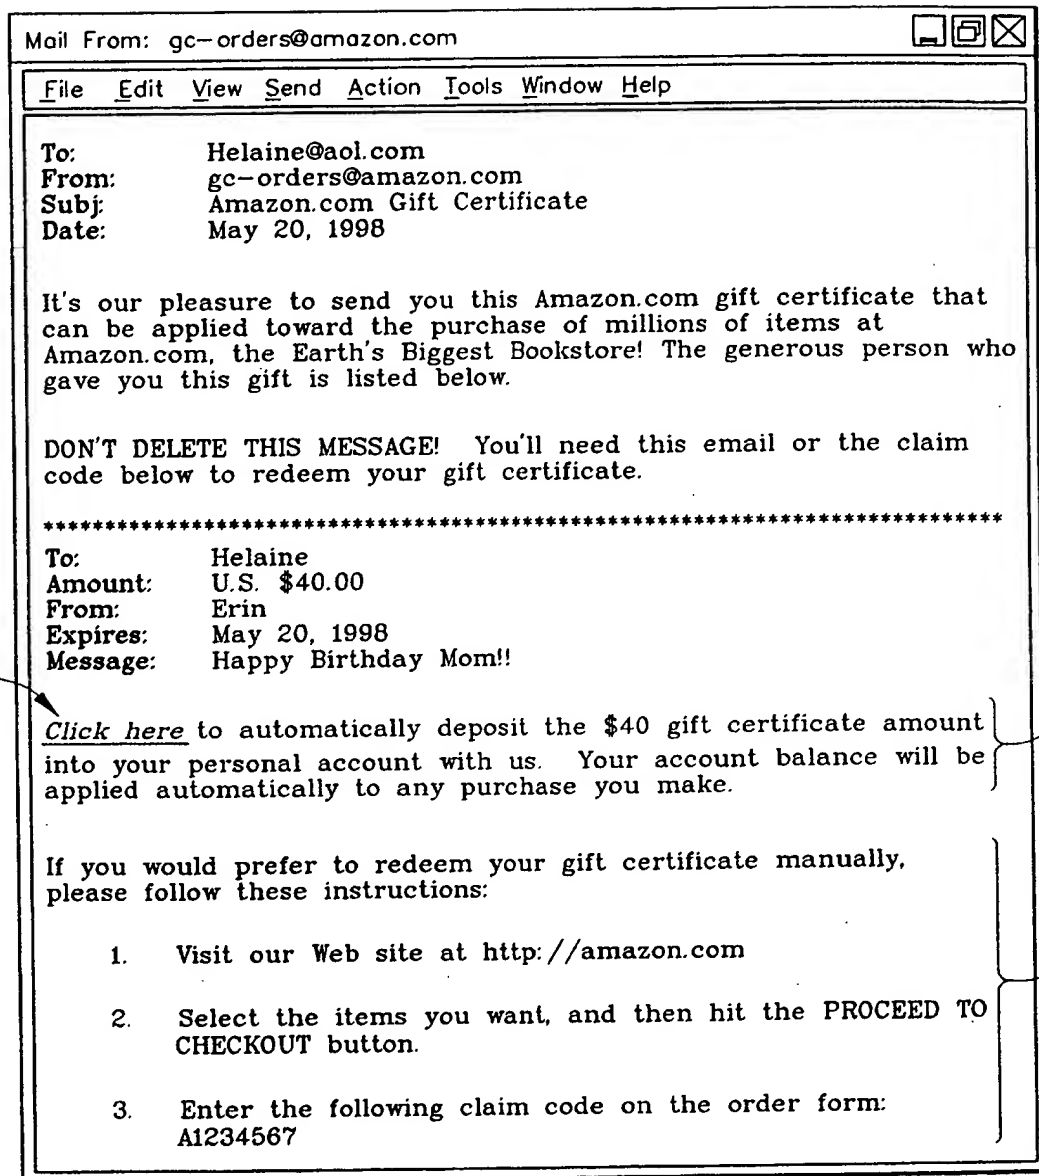 Mail From: gc-orders@amazon.com
File Edit View Send Action Tools Window Help
To: Helaine@aol.com
From: gc-orders@amazon.com
Subj: Amazon.com Gift Certificate
Date: May 20, 1998
It's our pleasure to send you this Amazon.com gift certificate that
can be applied toward the purchase of millions of items at
Amazon.com, the Earth's Biggest Bookstore! The generous person who
gave you this gift is listed below.
DON'T DELETE THIS MESSAGE! You'll need this email or the claim
code below to redeem your gift certificate.
******************************************************************************
To: Helaine
Amount: U.S. $40.00
From: Erin
Expires: May 20, 1998
Message: Happy Birthday Mom!!
Click here to automatically deposit the $40 gift certificate amount
into your personal account with us. Your account balance will be
applied automatically to any purchase you make.
If you would prefer to redeem your gift certificate manually,
please follow these instructions:
1. Visit our Web site at http://amazon.com
2. Select the items you want, and then hit the PROCEED TO
CHECKOUT button.
3. Enter the following claim code on the order form:
A1234567